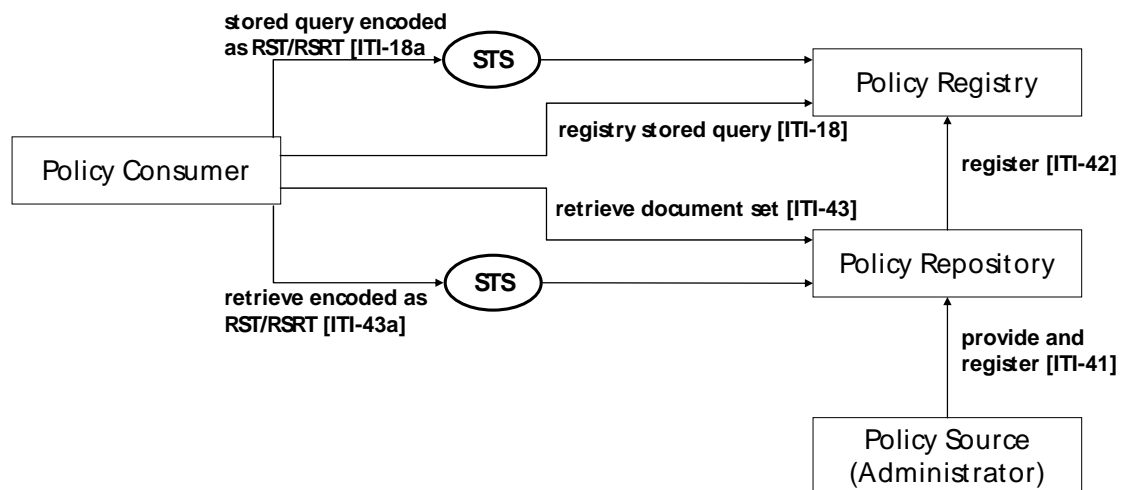 stored query encoded
as RST/RSRT [ITI-18a
STS
Policy Registry
registry stored query [ITI-18]
Policy Consumer
register [ITI-42]
retrieve document set [ITI-43]
Policy Repository
STS
retrieve encoded as
RST/RSRT [ITI-43a]
provide and
register [ITI-41]
Policy Source
(Administrator)